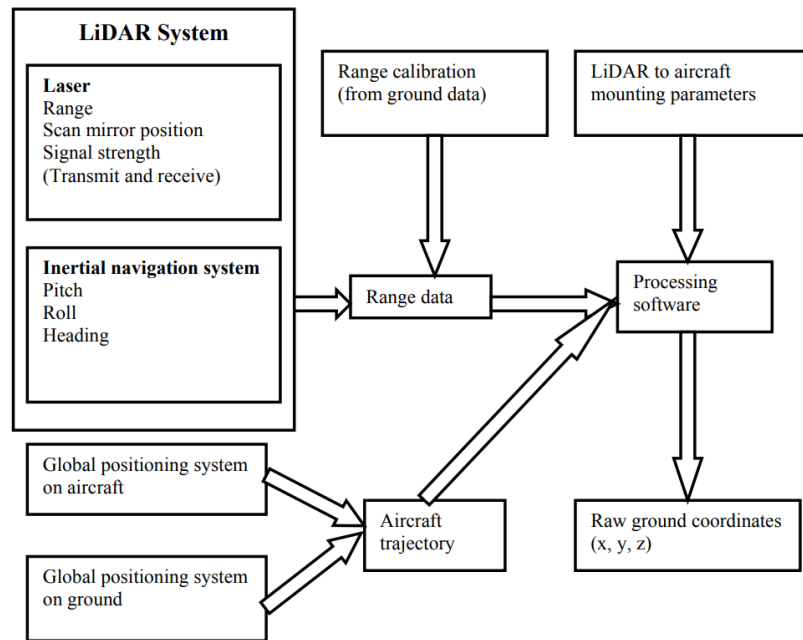 LiDAR System
Laser
Range
Scan mirror position
Signal strength
(Transmit and receive)
Inertial navigation system
Pitch
Roll
Heading
Range calibration
(from ground data)
LiDAR to aircraft
mounting parameters
Range data
Processing
software
Global positioning system
on aircraft
Global positioning system
on ground
Aircraft
trajectory
Raw ground coordinates
(x, y, z)